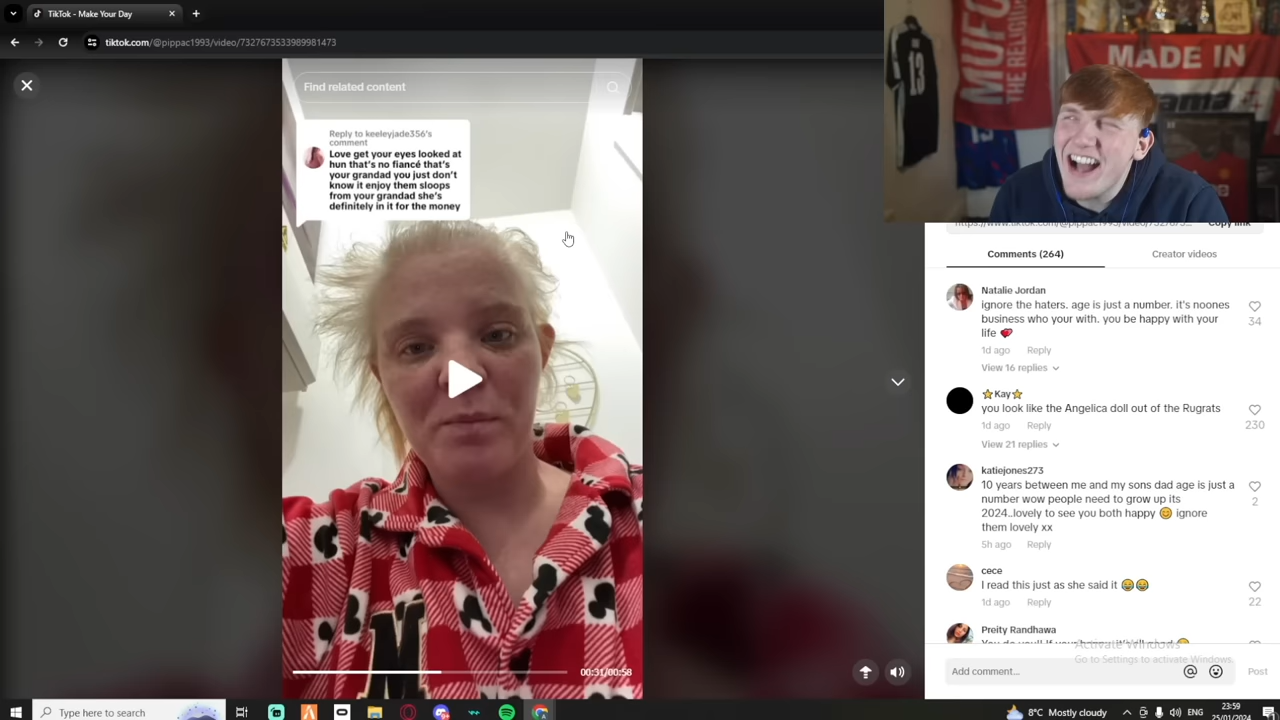 TikTok - Make Your Day
tiktok.com/@pippac1993/video/7327673533989981473
Find related content
Reply to keeleyjade356's
comment
Love get your eyes looked at
hun that's no fiancé that's
your grandad you just don't
know it enjoy them sloops
from your grandad she's
definitely in it for the money
00:31/00:58
13
MUFC
THE RELIGION
MADE IN
Copy link
Comments (264)
Creator videos
Natalie Jordan
ignore the haters. age is just a number. it's noones
business who your with. you be happy with your
life
34
1d ago Reply
View 16 replies
⭐Kay⭐
you look like the Angelica doll out of the Rugrats
230
1d ago Reply
View 21 replies
katiejones273
10 years between me and my sons dad age is just a
number wow people need to grow up its
2024..lovely to see you both happy 😊 ignore
them lovely xx
2
5h ago Reply
cece
I read this just as she said it 😂😂
22
1d ago Reply
Preity Randhawa
Activate Windows
Go to Settings to activate Windows.
Add comment...
Post
Type here to search
8°C Mostly cloudy
ENG
23:59
25/01/2024